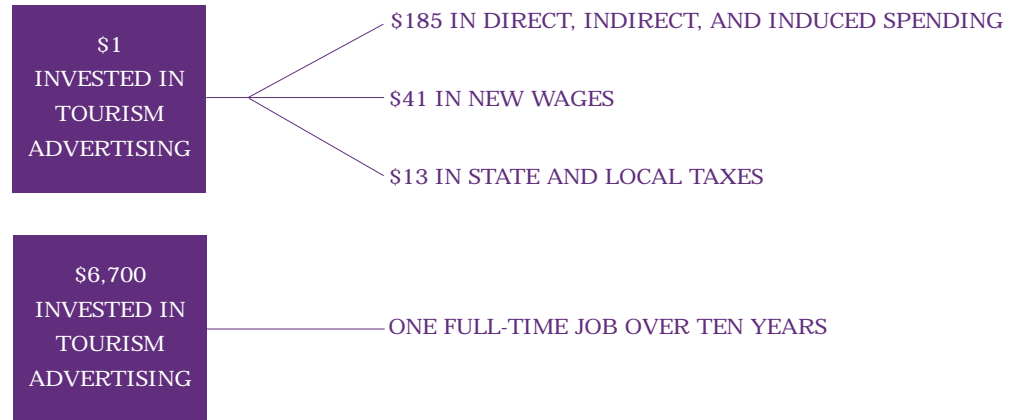 $1
INVESTED IN
TOURISM
ADVERTISING
$185 IN DIRECT, INDIRECT, AND INDUCED SPENDING
$41 IN NEW WAGES
$13 IN STATE AND LOCAL TAXES
$6,700
INVESTED IN
TOURISM
ADVERTISING
ONE FULL-TIME JOB OVER TEN YEARS